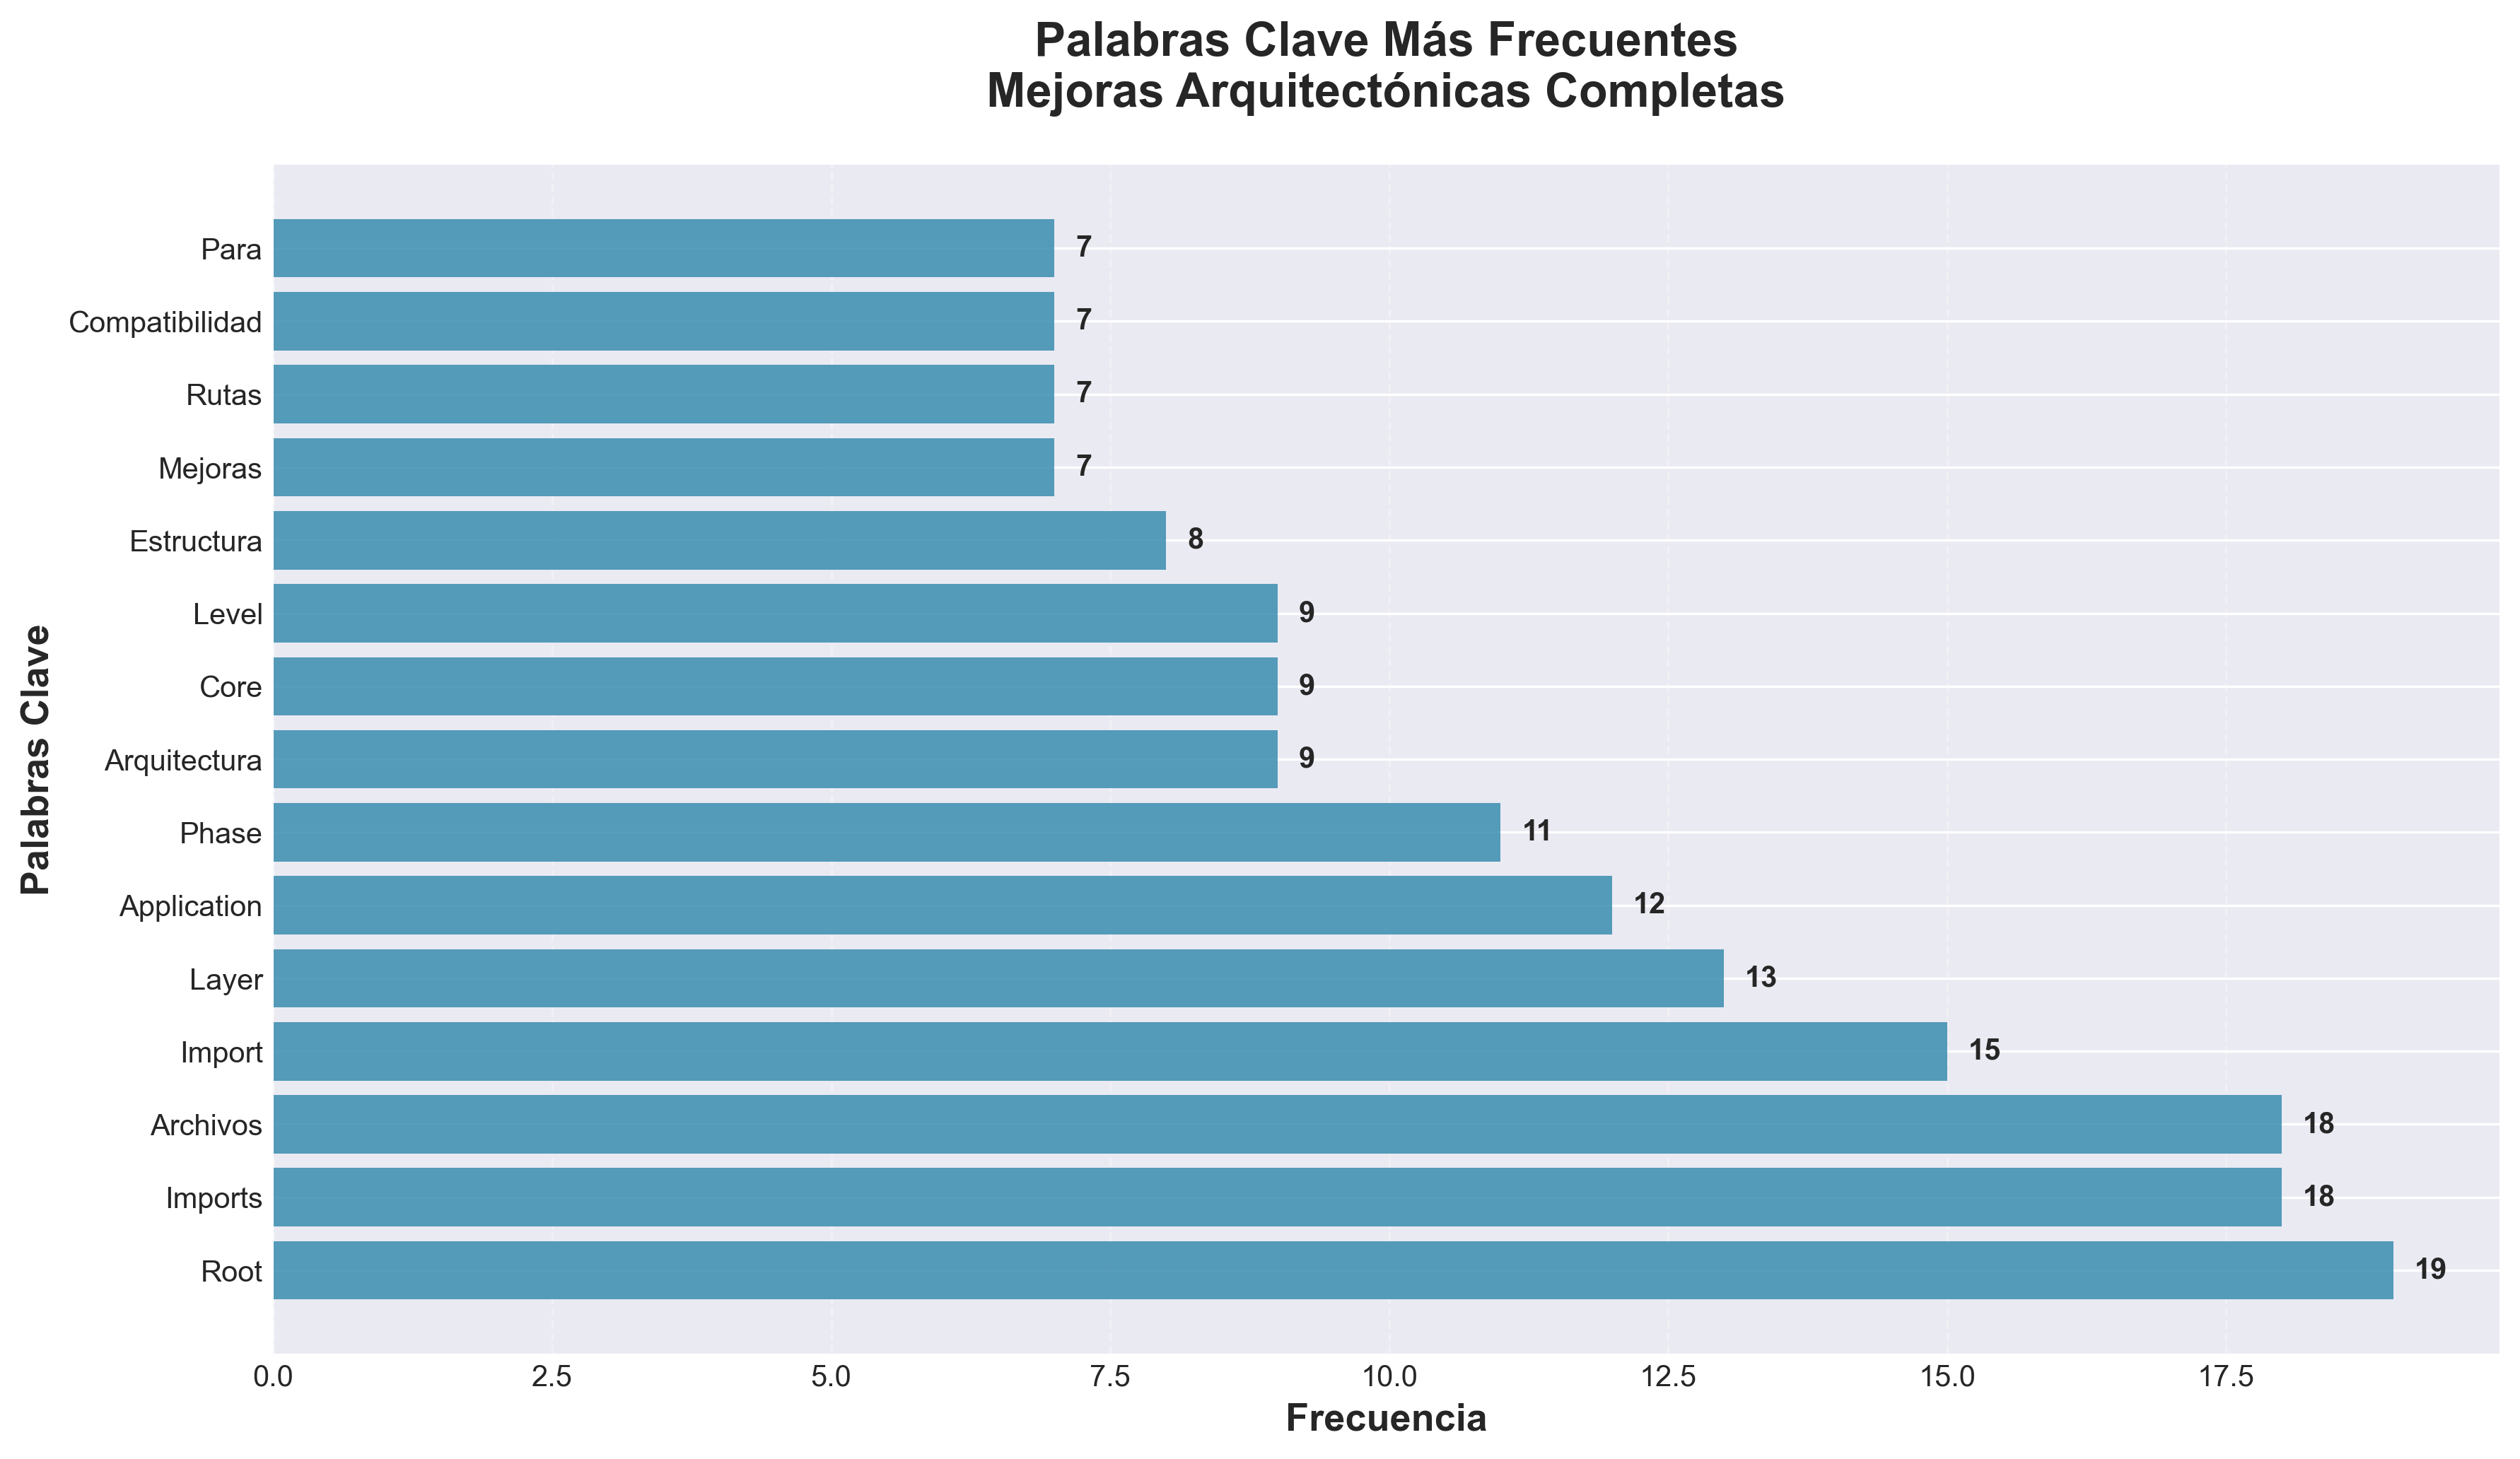 Palabras Clave Más Frecuentes
Mejoras Arquitectónicas Completas
Palabras Clave
Para 7
Compatibilidad 7
Rutas 7
Mejoras 7
Estructura 8
Level 9
Core 9
Arquitectura 9
Phase 11
Application 12
Layer 13
Import 15
Archivos 18
Imports 18
Root 19
0.0 2.5 5.0 7.5 10.0 12.5 15.0 17.5
Frecuencia